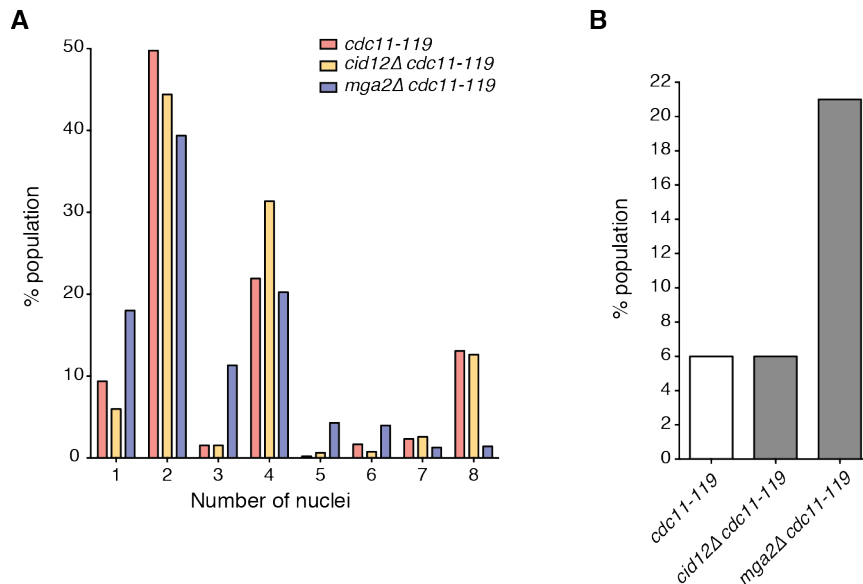 A
cdc11-119
cid12Δ cdc11-119
mga2Δ cdc11-119
50
40
30
20
10
0
% population
1 2 3 4 5 6 7 8
Number of nuclei
B
22
20
18
16
14
12
10
8
6
4
2
0
% population
cdc11-119
cid12Δ cdc11-119
mga2Δ cdc11-119